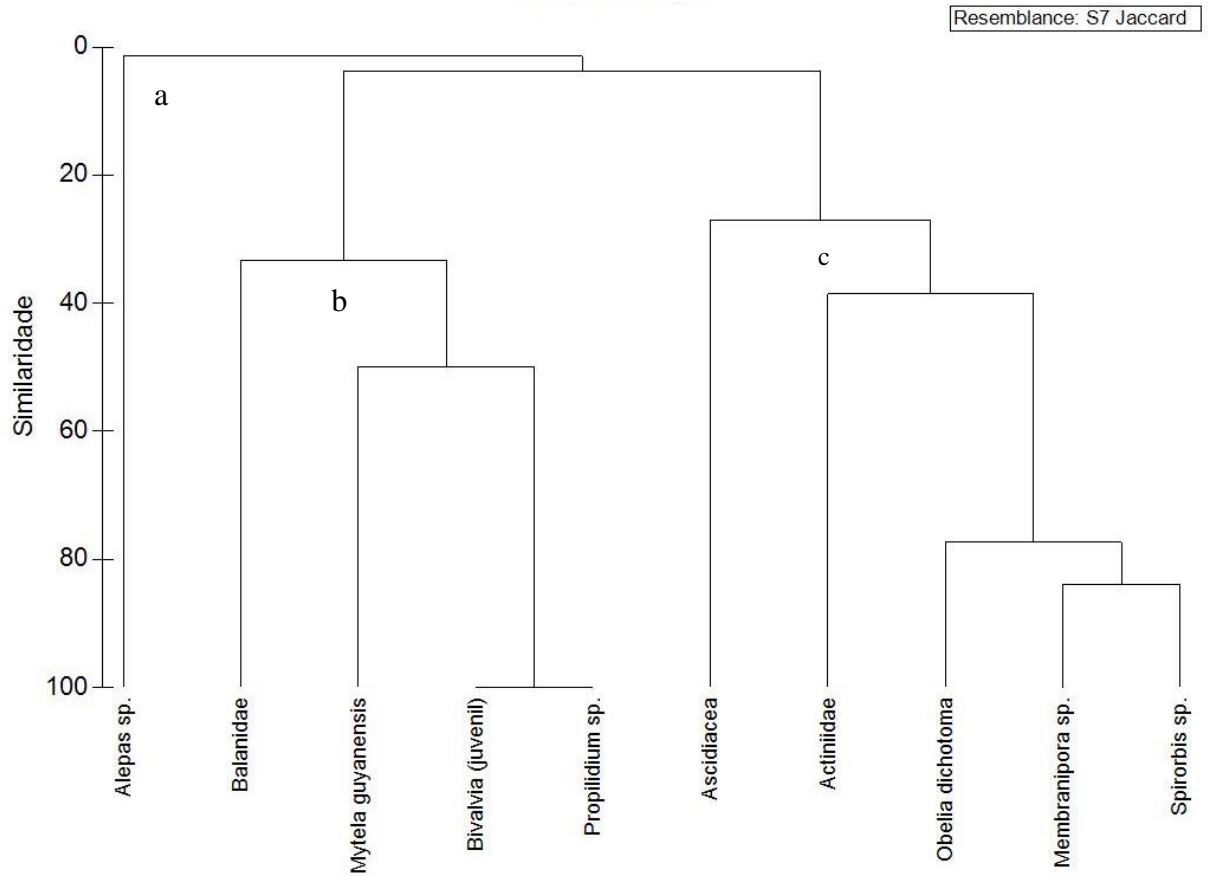 Resemblance: S7 Jaccard
0
a
20
c
b
40
Similaridade
60
80
100
Alepas sp.
Balanidae
Mytela guyanensis
Bivalvia (juvenil)
Propilidium sp.
Ascidiacea
Actiniidae
Obelia dichotoma
Membranipora sp.
Spirorbis sp.